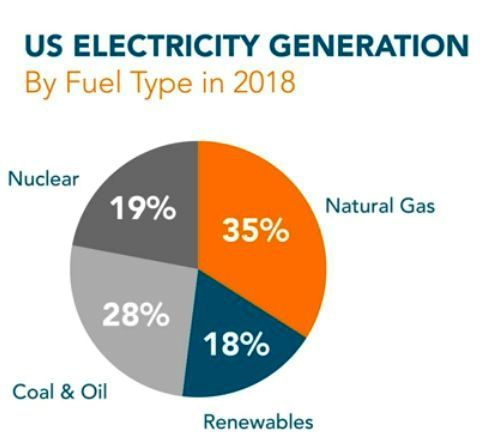 US ELECTRICITY GENERATION
By Fuel Type in 2018
Nuclear
19%
35%
Natural Gas
28%
18%
Coal & Oil
Renewables